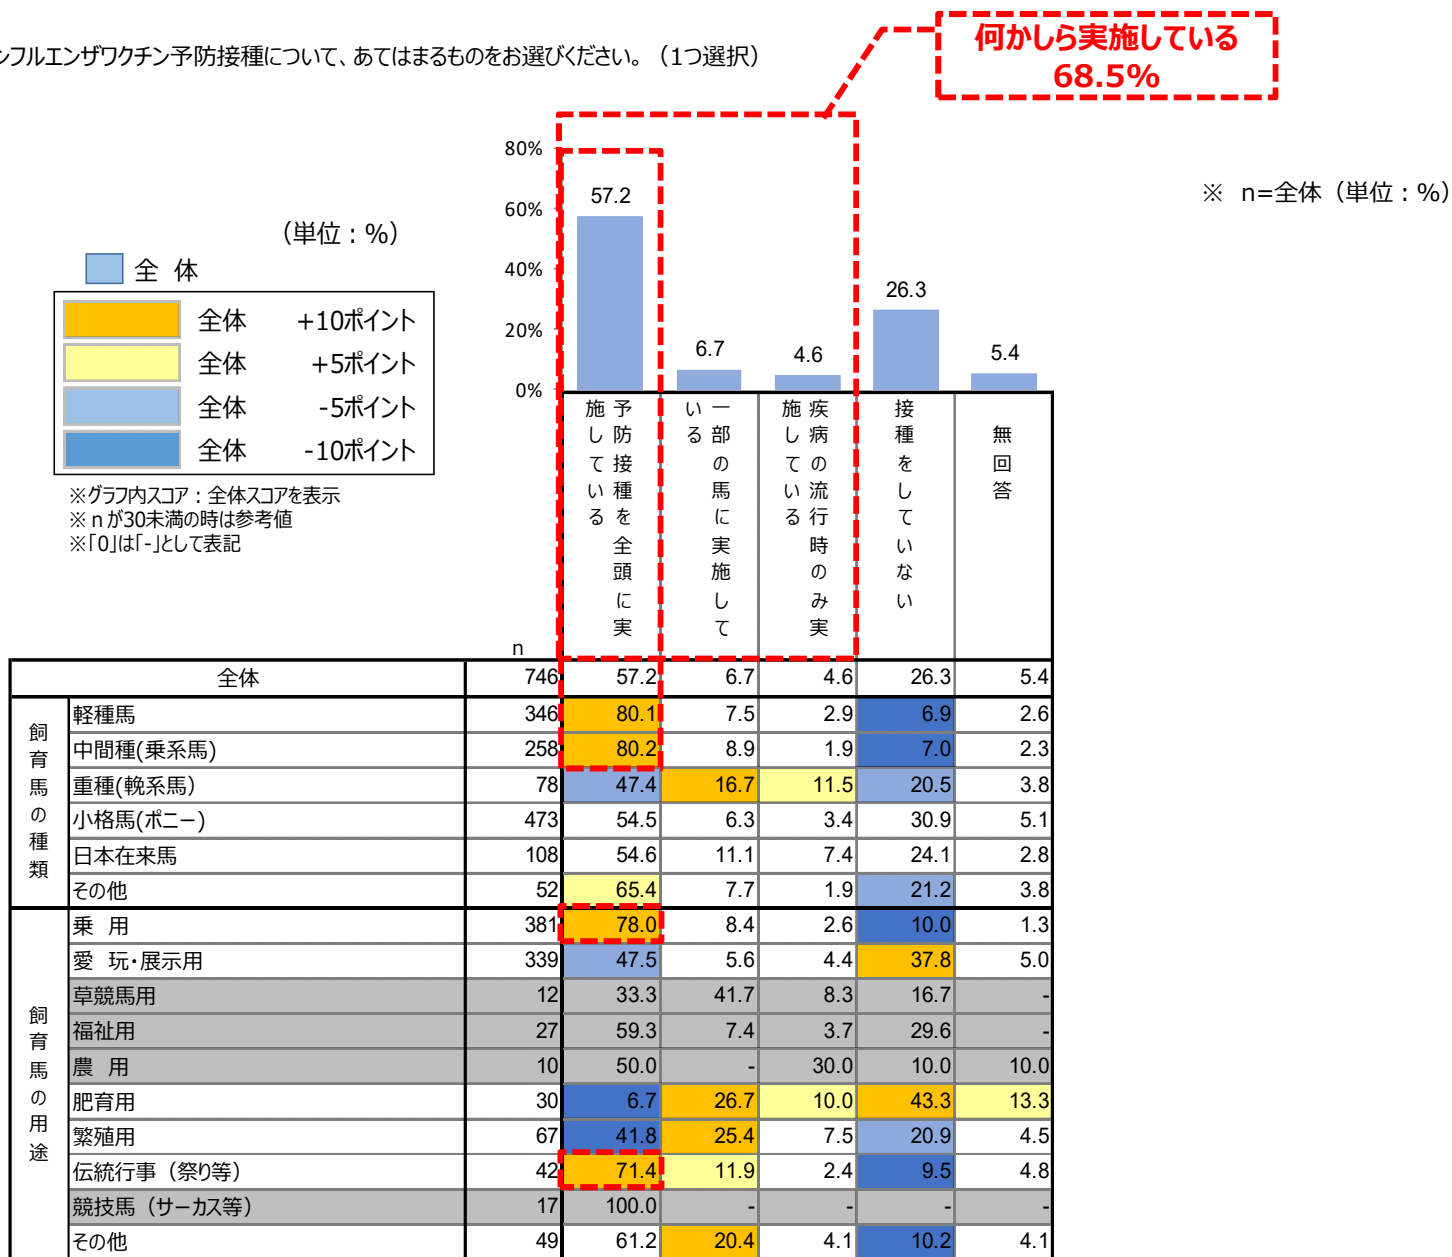 何かしら実施している
68.5%
ンフルエンザワクチン予防接種について、あてはまるものをお選びください。（1つ選択）
※ n=全体（単位：%）
（単位：%）
全 体
全体 +10ポイント
全体 +5ポイント
全体 -5ポイント
全体 -10ポイント
※グラフ内スコア：全体スコアを表示
※ｎが30未満の時は参考値
※「0」は「-」として表記
80%
60%
40%
20%
0%
57.2
6.7
4.6
26.3
5.4
予防接種を全頭に実
施している
一部の馬に実施して
いる
疾病の流行時のみ実
施している
接種をしていない
無回答
n
全体 746 57.2 6.7 4.6 26.3 5.4
飼育馬の種類
軽種馬 346 80.1 7.5 2.9 6.9 2.6
中間種(乗系馬) 258 80.2 8.9 1.9 7.0 2.3
重種(輓系馬) 78 47.4 16.7 11.5 20.5 3.8
小格馬(ポニー) 473 54.5 6.3 3.4 30.9 5.1
日本在来馬 108 54.6 11.1 7.4 24.1 2.8
その他 52 65.4 7.7 1.9 21.2 3.8
飼育馬の用途
乗 用 381 78.0 8.4 2.6 10.0 1.3
愛 玩・展示用 339 47.5 5.6 4.4 37.8 5.0
草競馬用 12 33.3 41.7 8.3 16.7 -
福祉用 27 59.3 7.4 3.7 29.6 -
農 用 10 50.0 - 30.0 10.0 10.0
肥育用 30 6.7 26.7 10.0 43.3 13.3
繁殖用 67 41.8 25.4 7.5 20.9 4.5
伝統行事（祭り等） 42 71.4 11.9 2.4 9.5 4.8
競技馬（サーカス等） 17 100.0 - - - -
その他 49 61.2 20.4 4.1 10.2 4.1